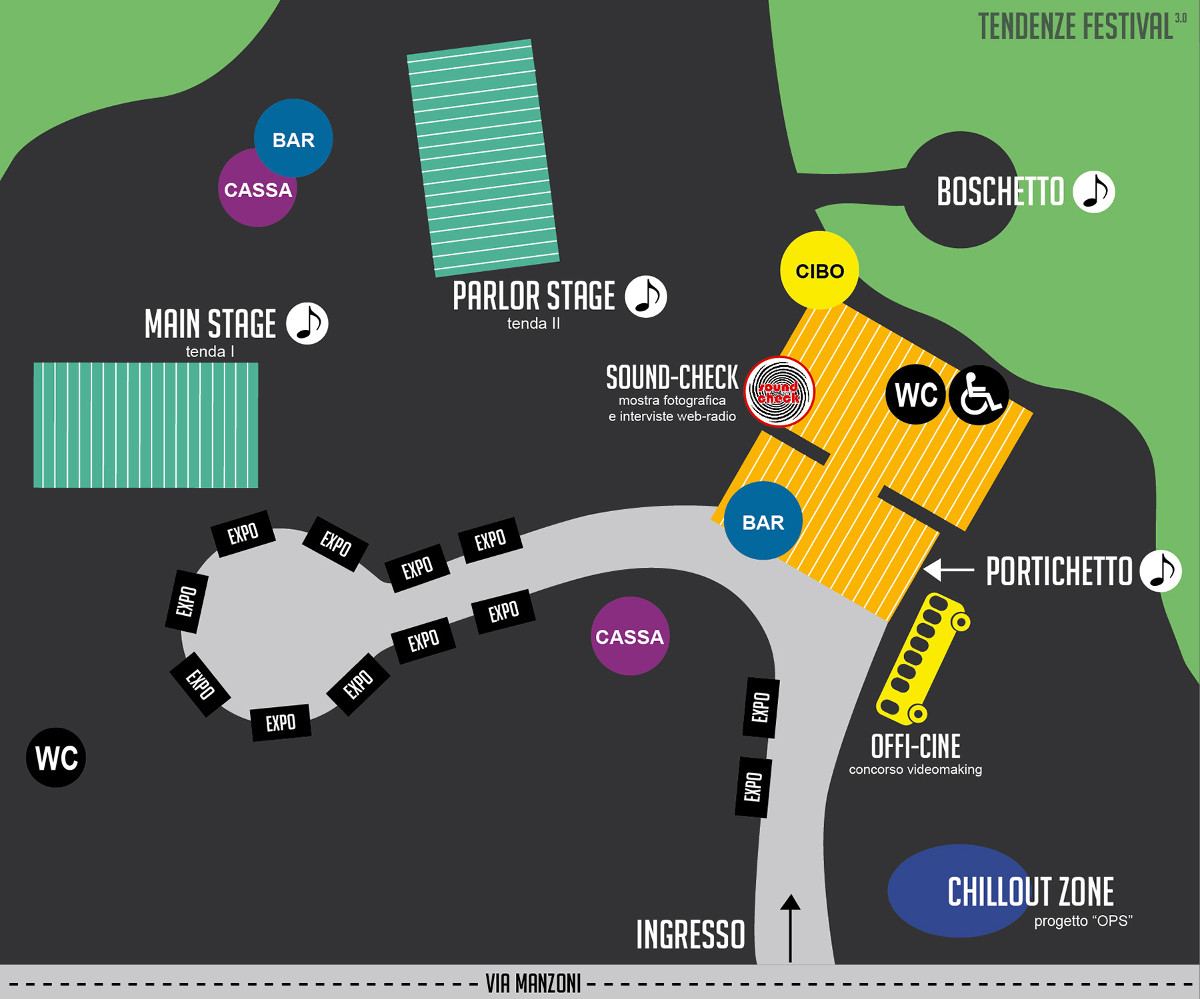 TENDENZE FESTIVAL 3.0
BAR
CASSA
BOSCHETTO
CIBO
PARLOR STAGE
tenda II
MAIN STAGE
tenda I
SOUND-CHECK
mostra fotografica
e interviste web-radio
sound
check
WC
BAR
EXPO
EXPO
EXPO
EXPO
EXPO
EXPO
EXPO
EXPO
EXPO
EXPO
EXPO
CASSA
PORTICHETTO
EXPO
EXPO
OFFI-CINE
concorso videomaking
WC
CHILLOUT ZONE
progetto “OPS”
INGRESSO
VIA MANZONI